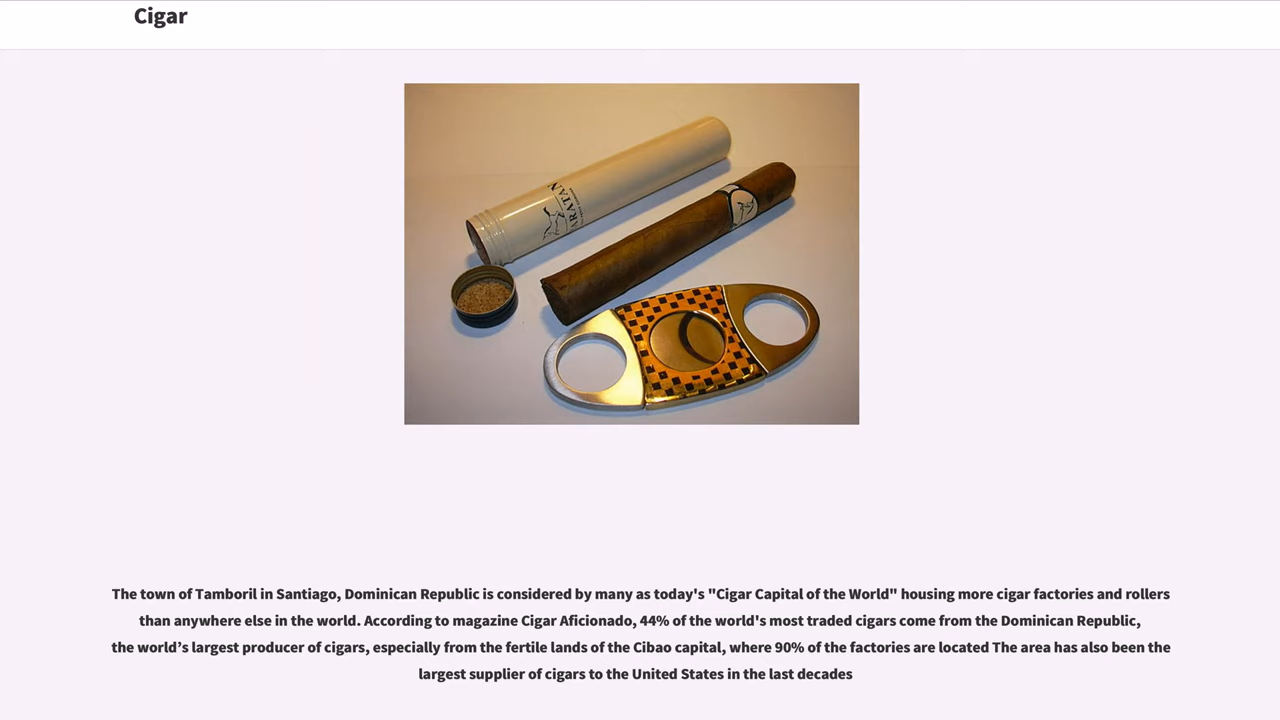 Cigar
ARATAN
The town of Tamboril in Santiago, Dominican Republic is considered by many as today's "Cigar Capital of the World" housing more cigar factories and rollers
than anywhere else in the world. According to magazine Cigar Aficionado, 44% of the world's most traded cigars come from the Dominican Republic,
the world’s largest producer of cigars, especially from the fertile lands of the Cibao capital, where 90% of the factories are located The area has also been the
largest supplier of cigars to the United States in the last decades